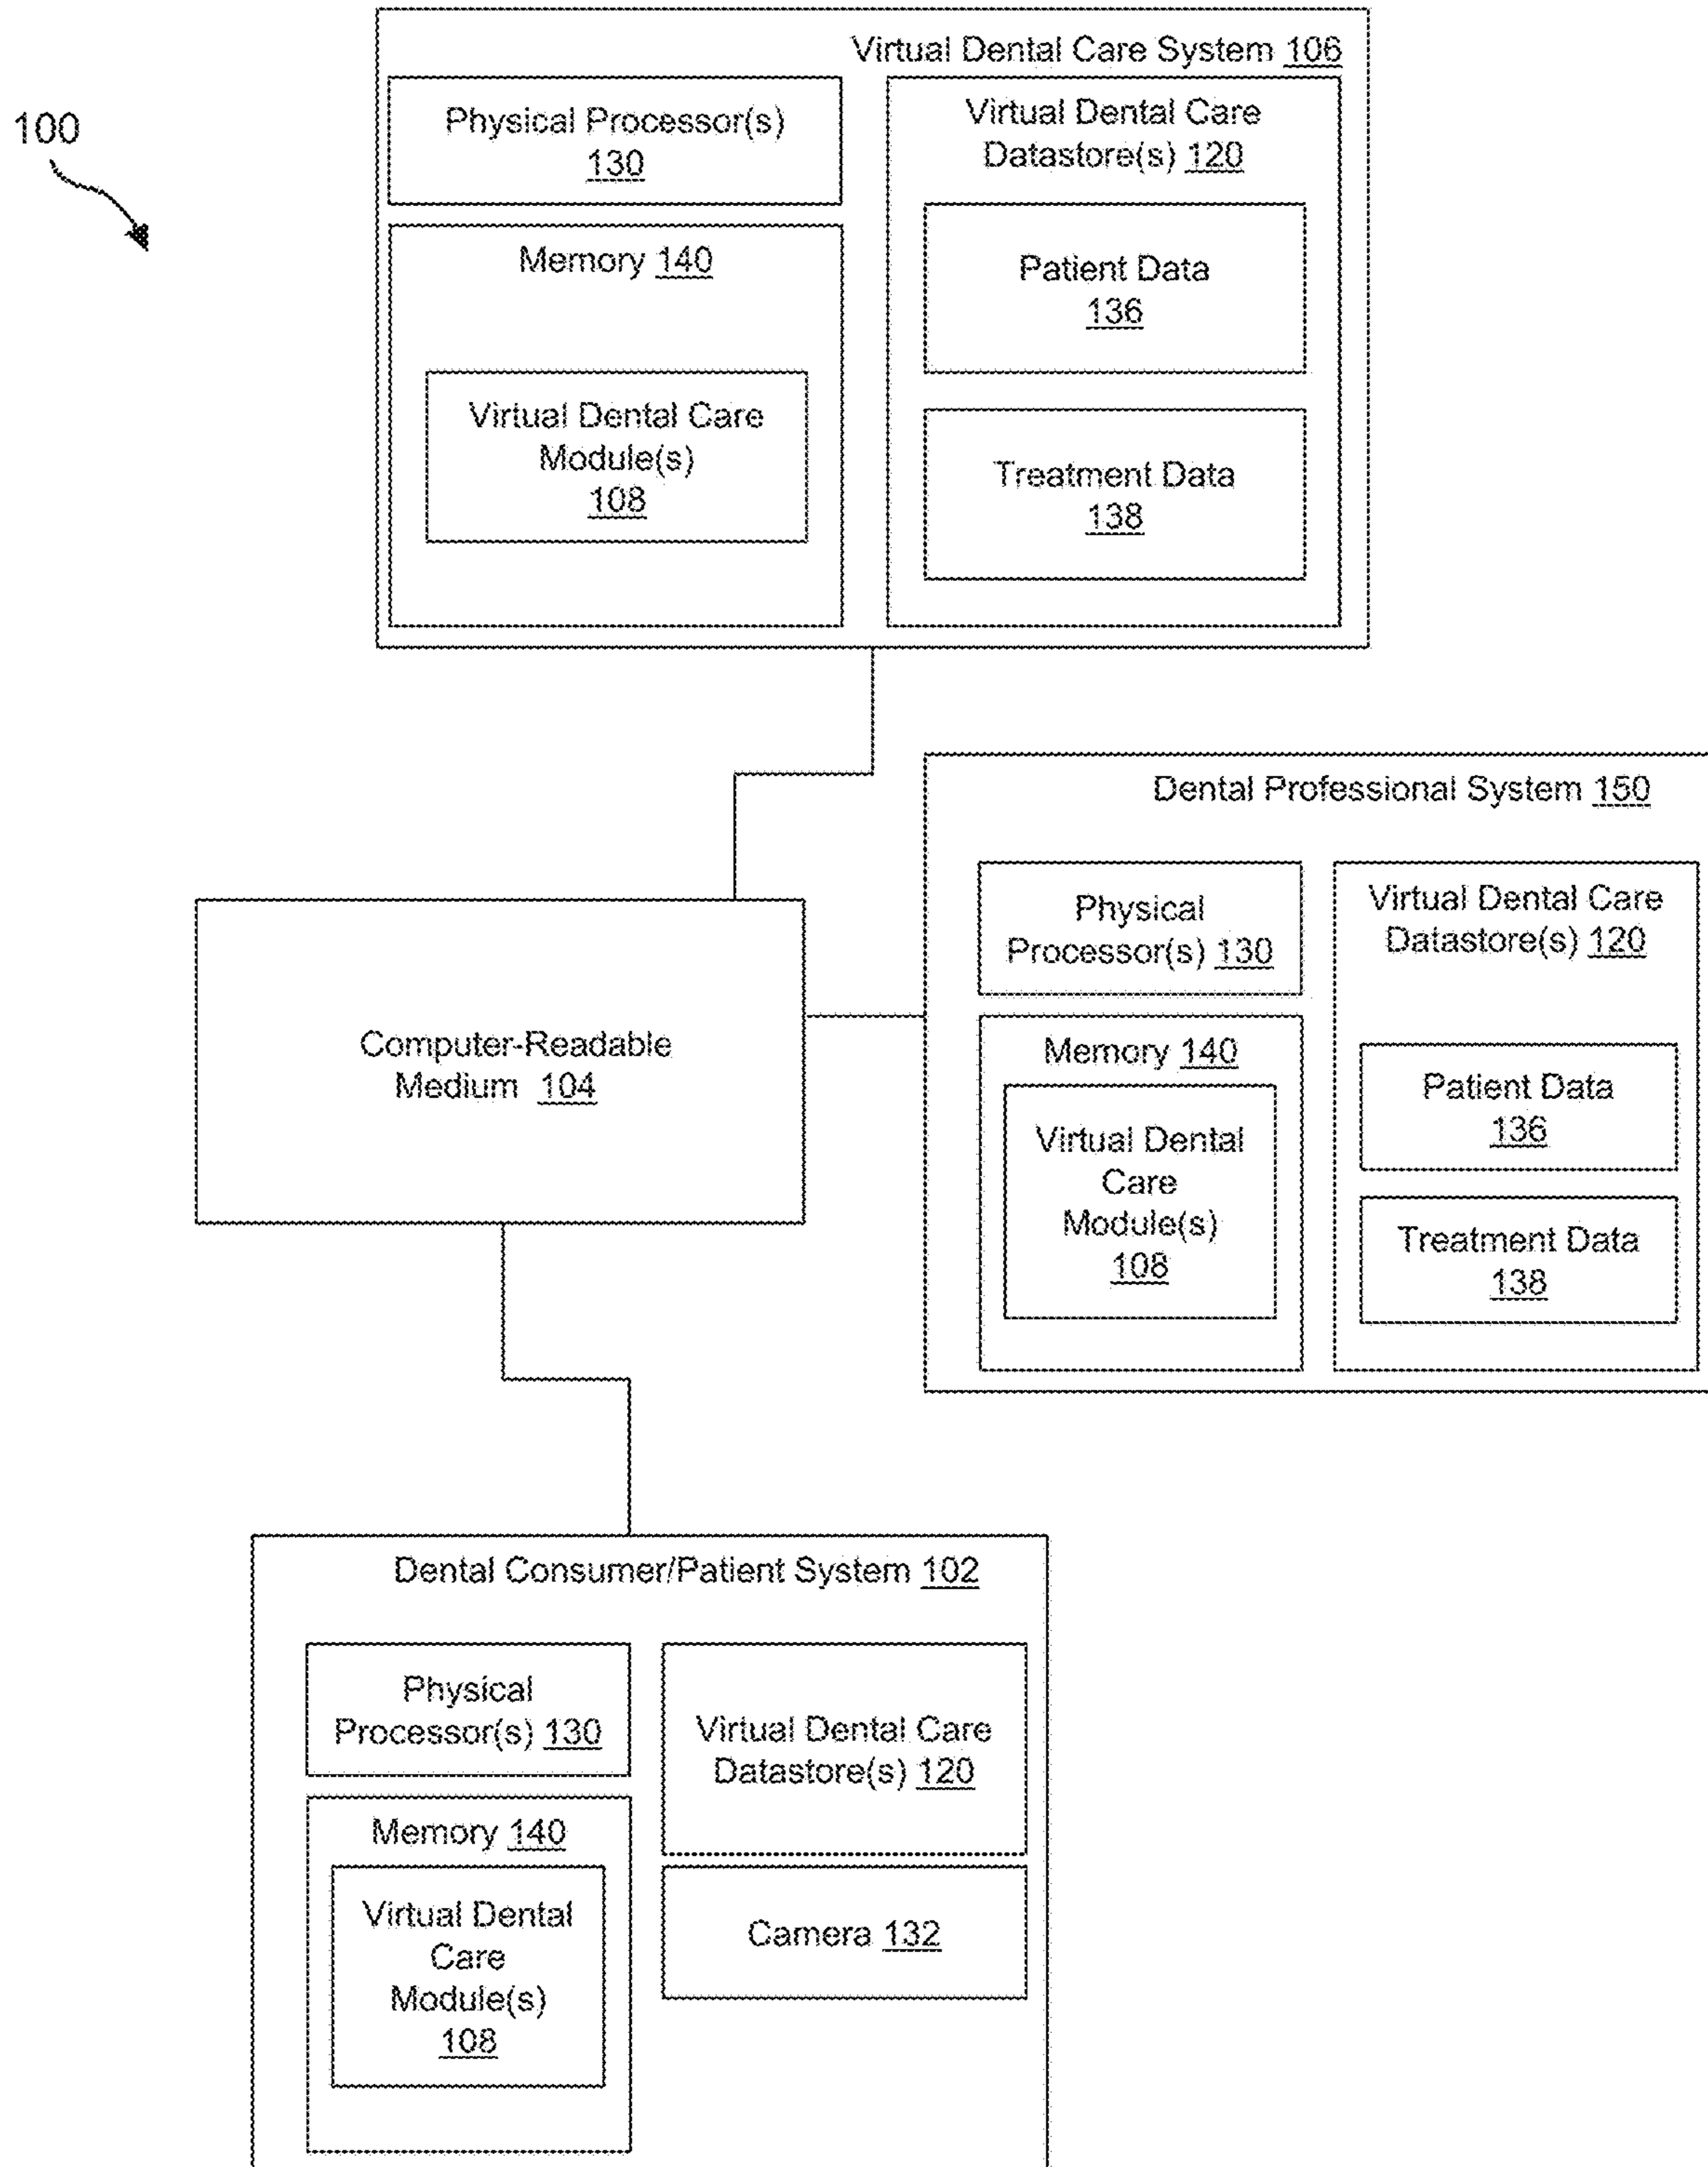 100
Virtual Dental Care System 106
Physical Processor(s)
130
Memory 140
Virtual Dental Care
Module(s)
108
Virtual Dental Care
Datastore(s) 120
Patient Data
136
Treatment Data
138
Dental Professional System 150
Physical
Processor(s) 130
Memory 140
Virtual Dental
Care
Module(s)
108
Virtual Dental Care
Datastore(s) 120
Patient Data
136
Treatment Data
138
Computer-Readable
Medium 104
Dental Consumer/Patient System 102
Physical
Processor(s) 130
Memory 140
Virtual Dental
Care
Module(s)
108
Virtual Dental Care
Datastore(s) 120
Camera 132